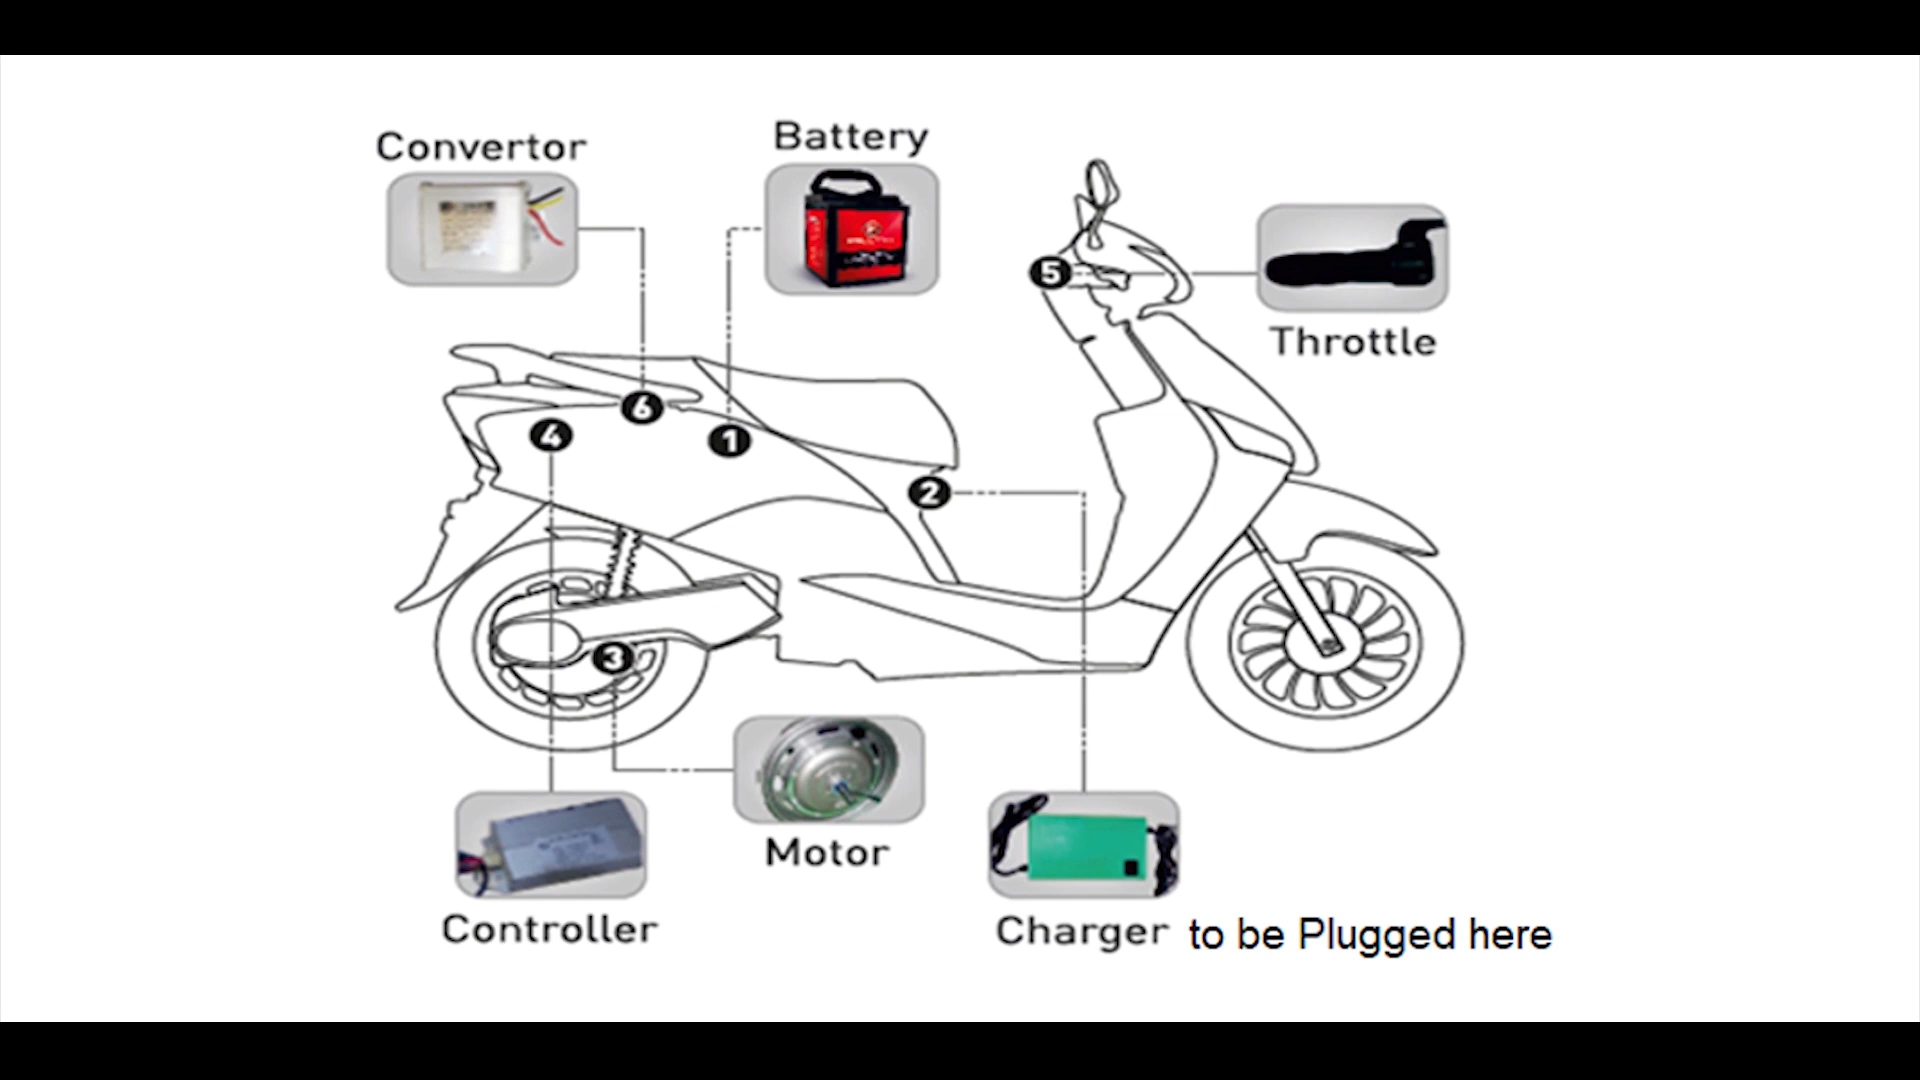 Convertor
Battery
Throttle
5
6
4
1
2
3
Motor
Controller
Charger to be Plugged here